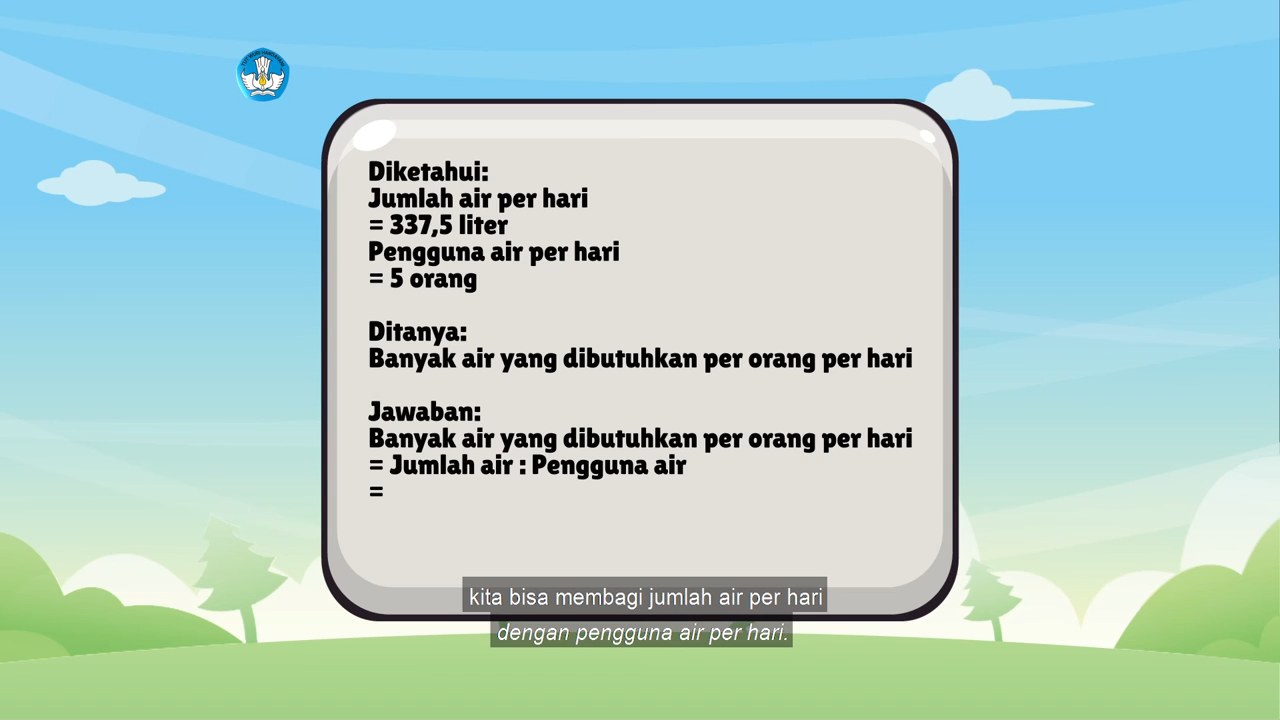 Diketahui:
Jumlah air per hari
= 337,5 liter
Pengguna air per hari
= 5 orang
Ditanya:
Banyak air yang dibutuhkan per orang per hari
Jawaban:
Banyak air yang dibutuhkan per orang per hari
= Jumlah air : Pengguna air
=
kita bisa membagi jumlah air per hari
dengan pengguna air per hari.